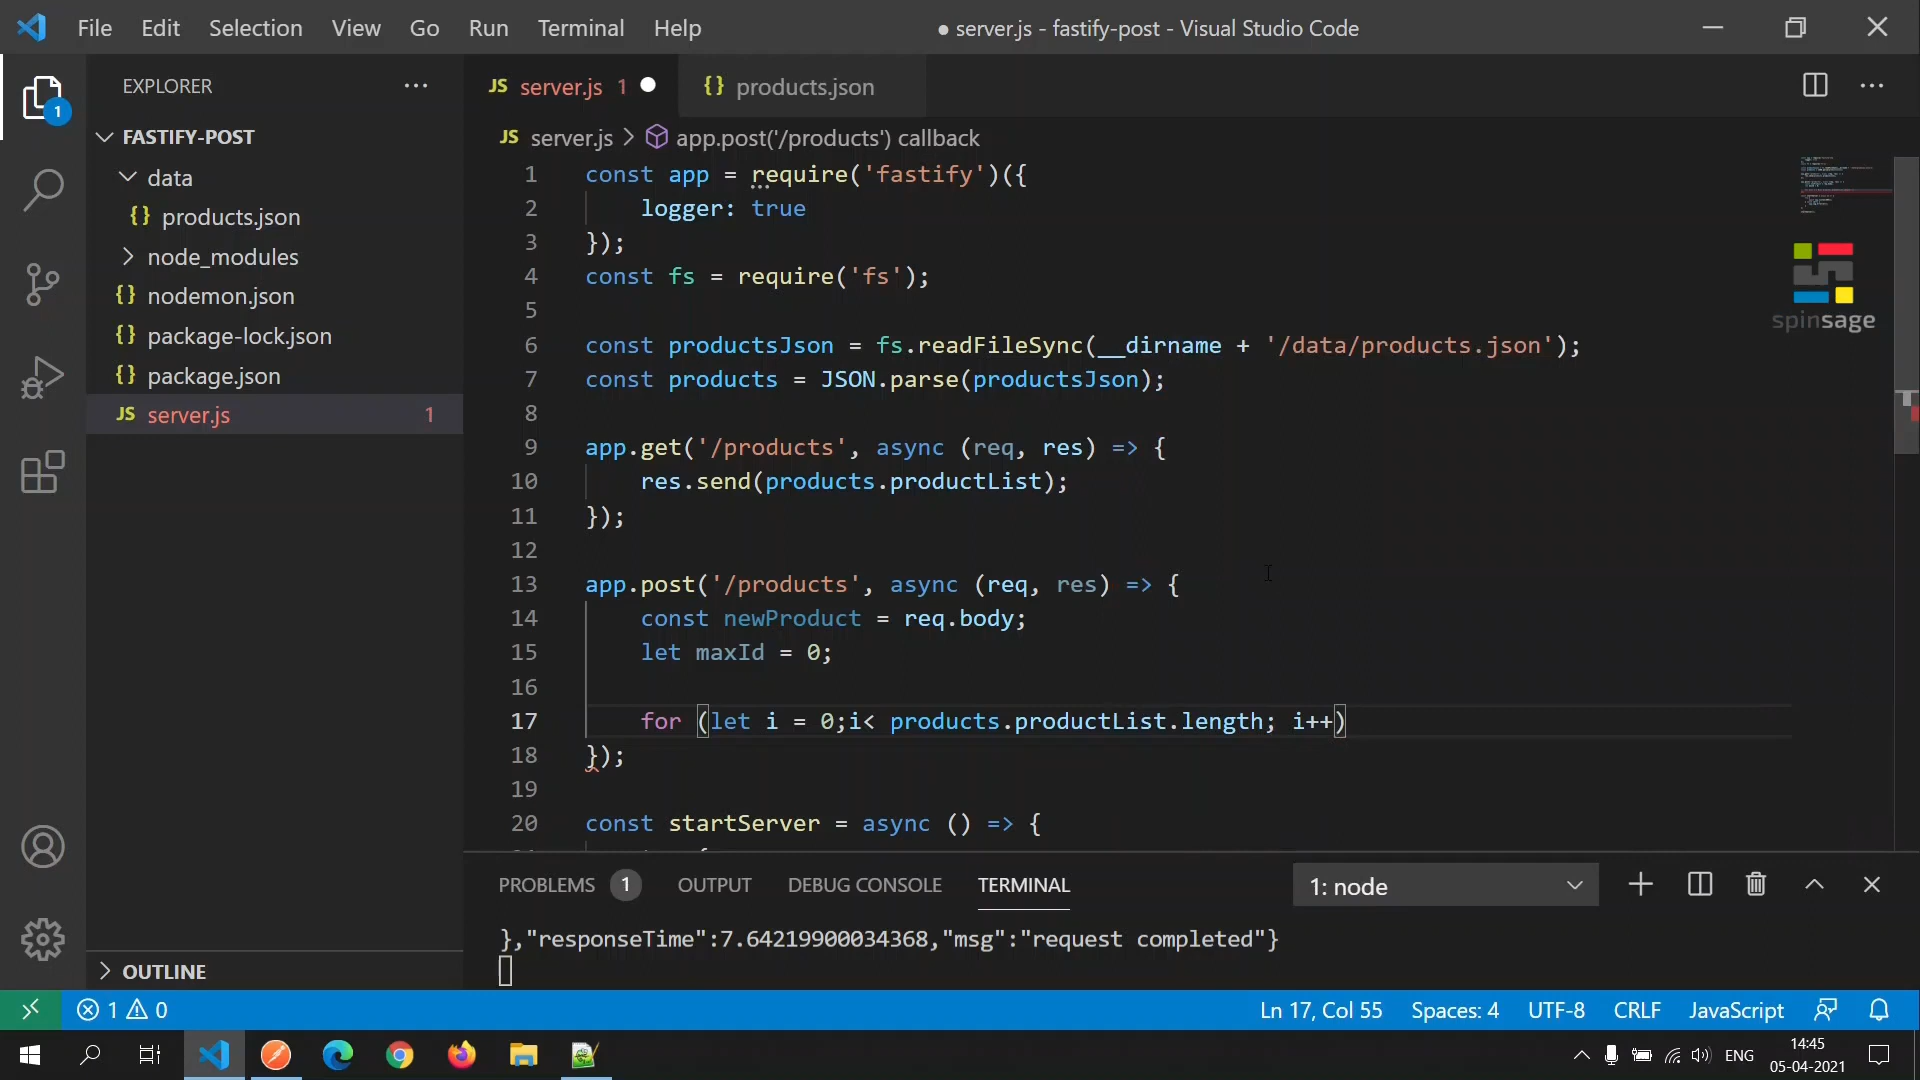 File Edit Selection View Go Run Terminal Help
● server.js - fastify-post - Visual Studio Code
EXPLORER
1
FASTIFY-POST
data
{} products.json
node_modules
{} nodemon.json
{} package-lock.json
{} package.json
JS server.js 1
OUTLINE
JS server.js 1 ●
{} products.json
JS server.js > app.post('/products') callback
1 const app = require('fastify')({
2 logger: true
3 });
4 const fs = require('fs');
5
6 const productsJson = fs.readFileSync(__dirname + '/data/products.json');
7 const products = JSON.parse(productsJson);
8
9 app.get('/products', async (req, res) => {
10 res.send(products.productList);
11 });
12
13 app.post('/products', async (req, res) => {
14 const newProduct = req.body;
15 let maxId = 0;
16
17 for (let i = 0;i< products.productList.length; i++)
18 });
19
20 const startServer = async () => {
spinsage
PROBLEMS 1 OUTPUT DEBUG CONSOLE TERMINAL
1: node
},"responseTime":7.64219900034368,"msg":"request completed"}
1 0
Ln 17, Col 55 Spaces: 4 UTF-8 CRLF JavaScript
ENG
14:45
05-04-2021